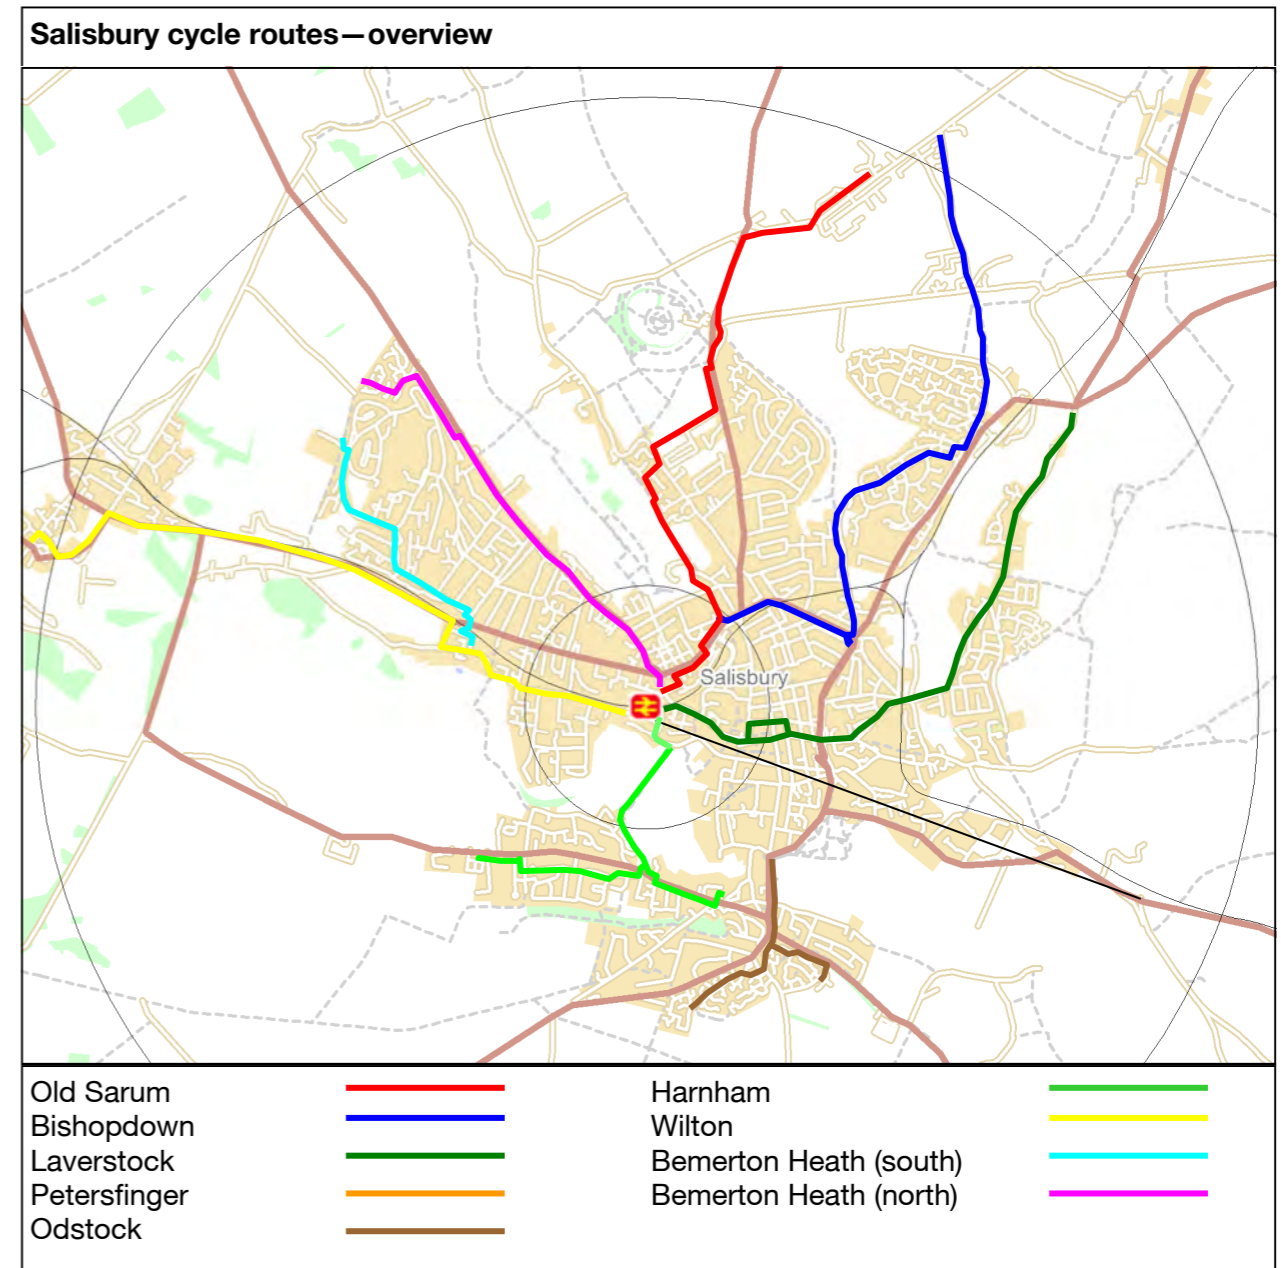 Salisbury cycle routes—overview
Salisbury
Old Sarum
Bishopdown
Laverstock
Petersfinger
Odstock
Harnham
Wilton
Bemerton Heath (south)
Bemerton Heath (north)